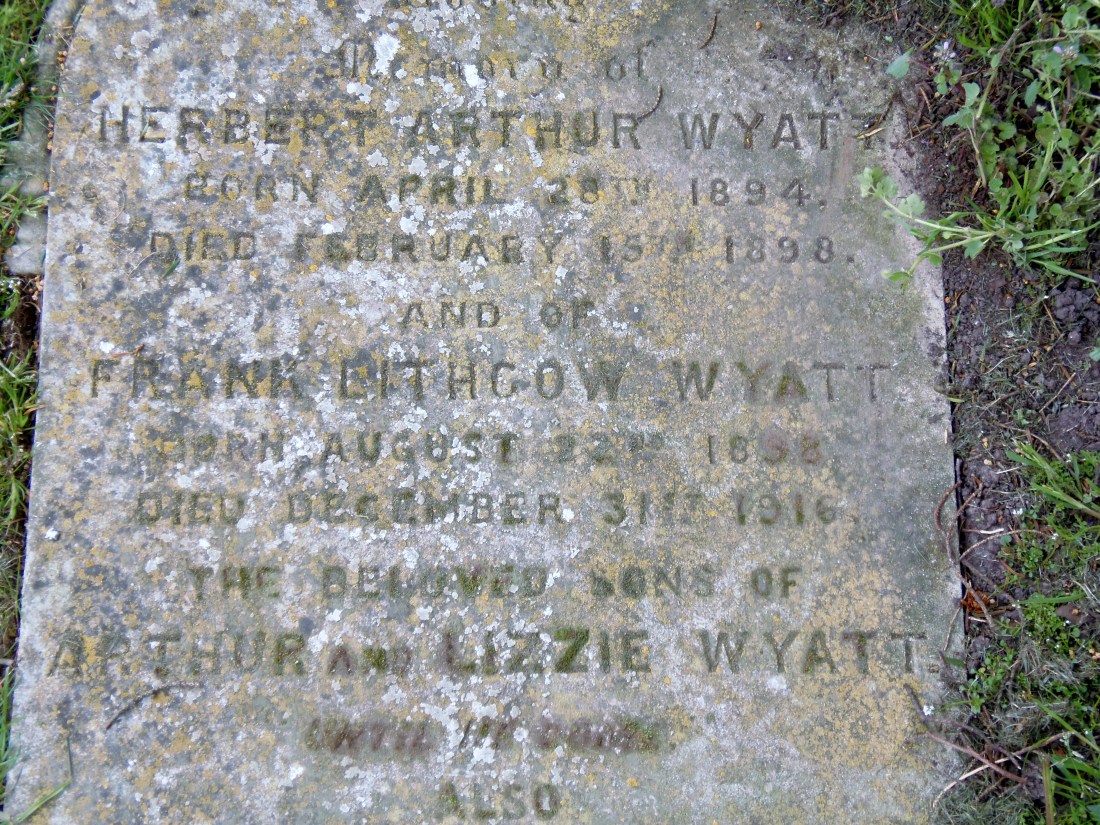 Memory of
HERBERT ARTHUR WYATT.
BORN APRIL 28TH 1894.
DIED FEBRUARY 15TH 1898.
AND OF
FRANK LITHGOW WYATT
BORN AUGUST 22ND 1898
DIED DECEMBER 31ST 1916.
THE BELOVED SONS OF
ARTHUR AND LIZZIE WYATT.
ALSO